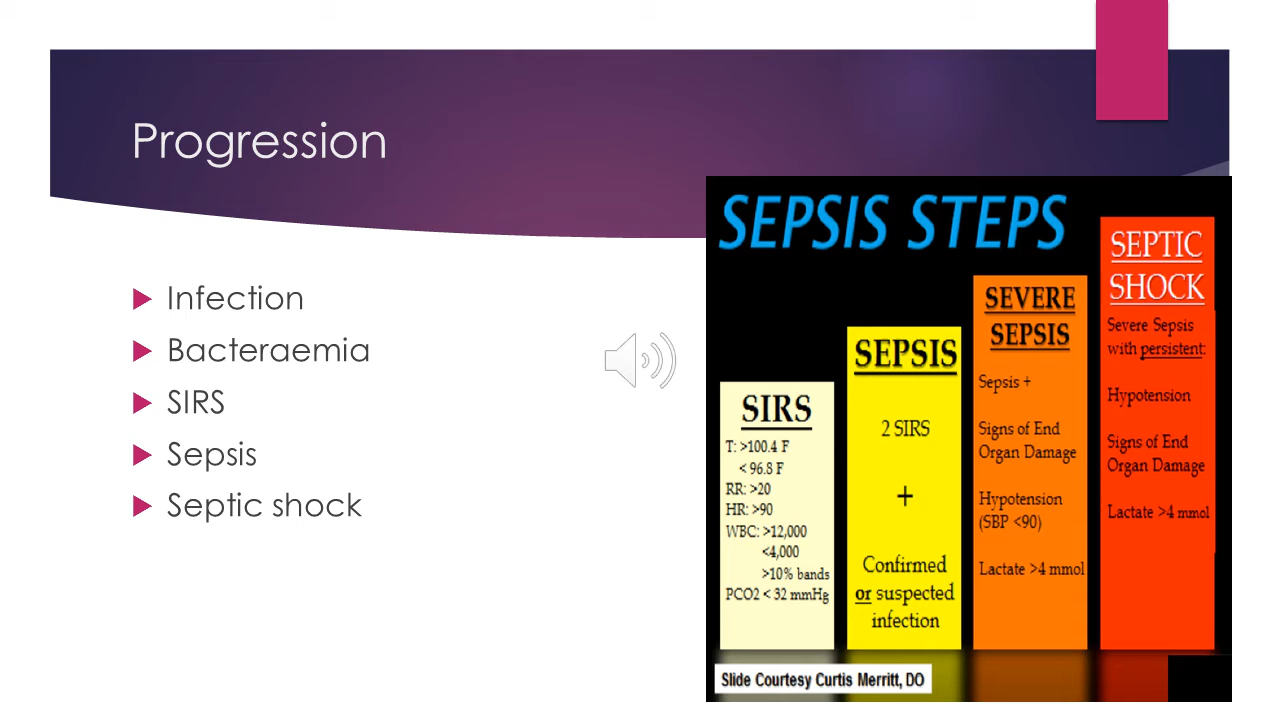 Progression
Infection
Bacteraemia
SIRS
Sepsis
Septic shock
SEPSIS STEPS
SIRS
T: >100.4 F
< 96.8 F
RR: >20
HR: >90
WBC: >12,000
<4,000
>10% bands
PCO2 < 32 mmHg
SEPSIS
2 SIRS
+
Confirmed
or suspected
infection
SEVERE
SEPSIS
Sepsis +
Signs of End
Organ Damage
Hypotension
(SBP <90)
Lactate >4 mmol
SEPTIC
SHOCK
Severe Sepsis
with persistent:
Hypotension
Signs of End
Organ Damage
Lactate >4 mmol
Slide Courtesy Curtis Merritt, DO